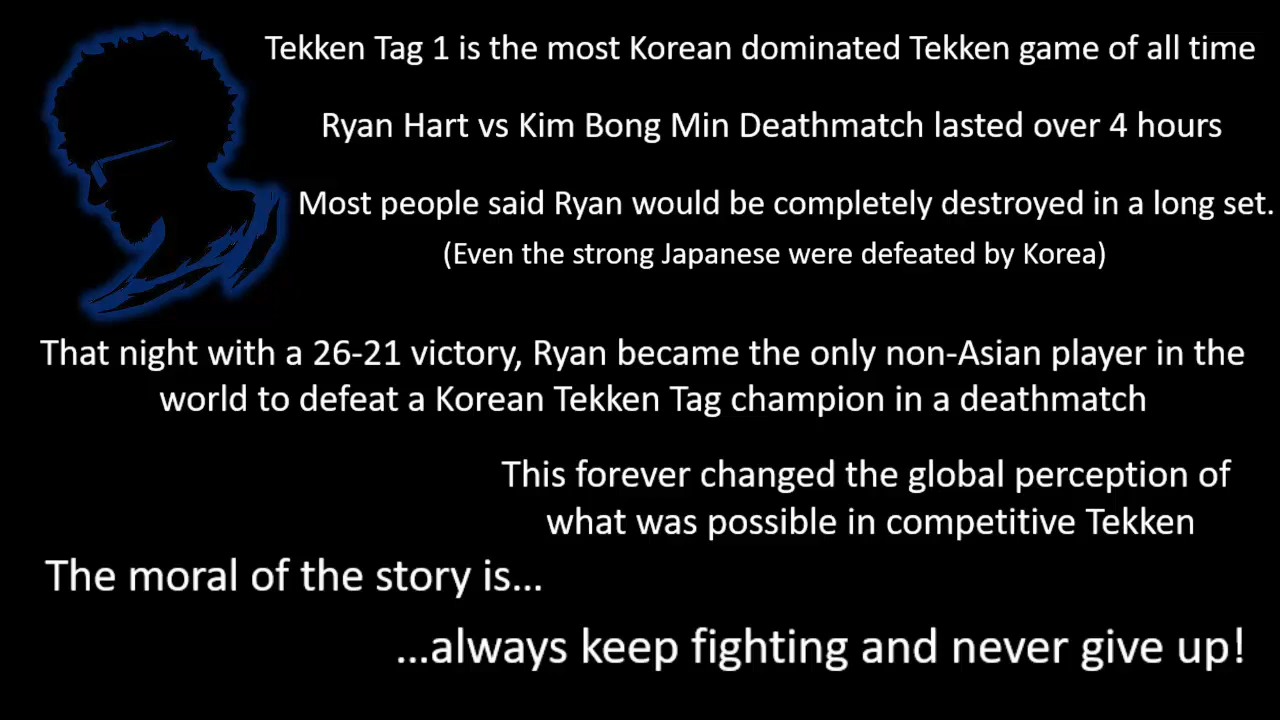 Tekken Tag 1 is the most Korean dominated Tekken game of all time
Ryan Hart vs Kim Bong Min Deathmatch lasted over 4 hours
Most people said Ryan would be completely destroyed in a long set.
(Even the strong Japanese were defeated by Korea)
That night with a 26-21 victory, Ryan became the only non-Asian player in the
world to defeat a Korean Tekken Tag champion in a deathmatch
This forever changed the global perception of
what was possible in competitive Tekken
The moral of the story is...
...always keep fighting and never give up!